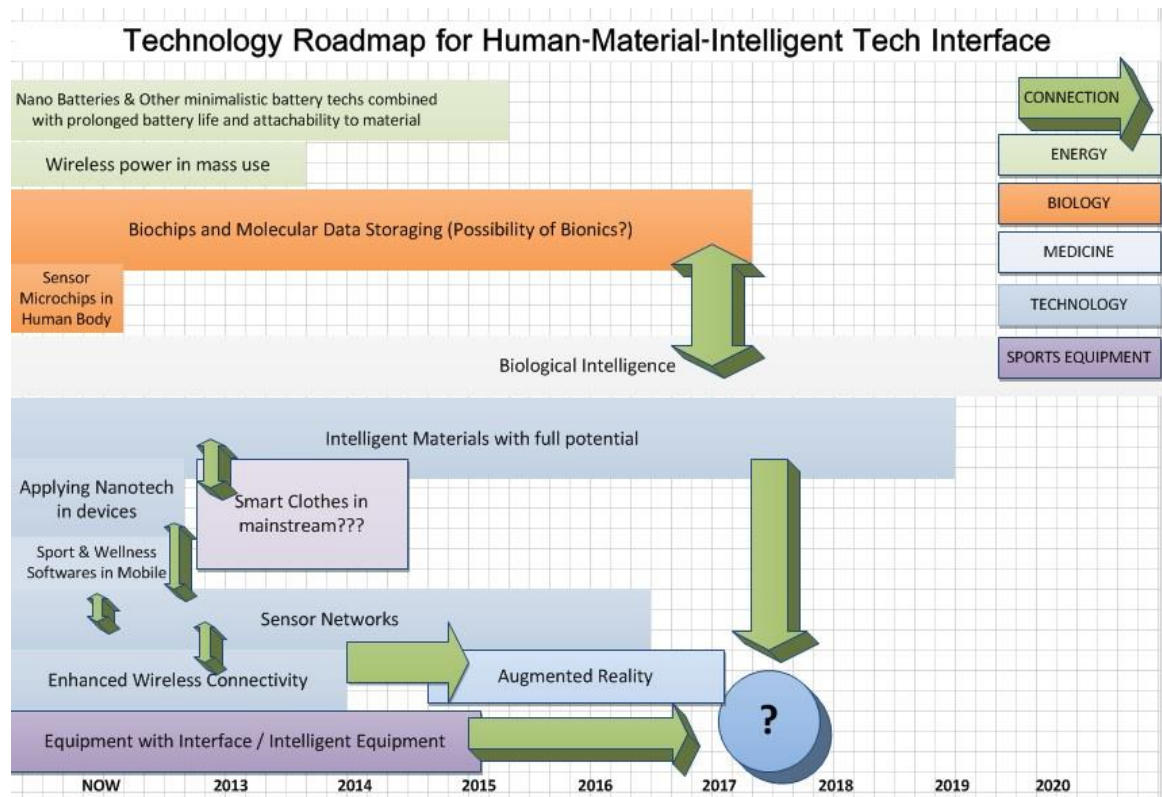 Technology Roadmap for Human-Material-Intelligent Tech Interface
Nano Batteries & Other minimalistic battery techs combined
with prolonged battery life and attachability to material
CONNECTION
Wireless power in mass use
ENERGY
Biochips and Molecular Data Storaging (Possibility of Bionics?)
BIOLOGY
MEDICINE
Sensor
Microchips in
Human Body
TECHNOLOGY
Biological Intelligence
SPORTS EQUIPMENT
Intelligent Materials with full potential
Applying Nanotech
in devices
Smart Clothes in
mainstream???
Sport & Wellness
Softwares in Mobile
Sensor Networks
Enhanced Wireless Connectivity
Augmented Reality
?
Equipment with Interface / Intelligent Equipment
NOW 2013 2014 2015 2016 2017 2018 2019 2020